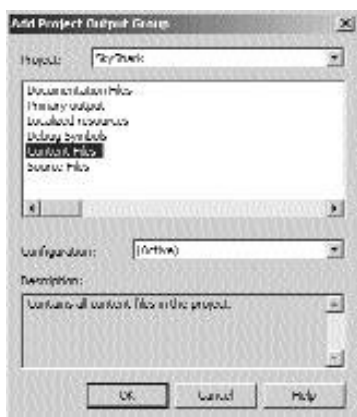 Add Project Output Group
Project: SkyShark
Documentation Files
Primary output
Localized resources
Debug Symbols
Content Files
Source Files
Configuration: (Active)
Description:
Contains all content files in the project.
OK Cancel Help